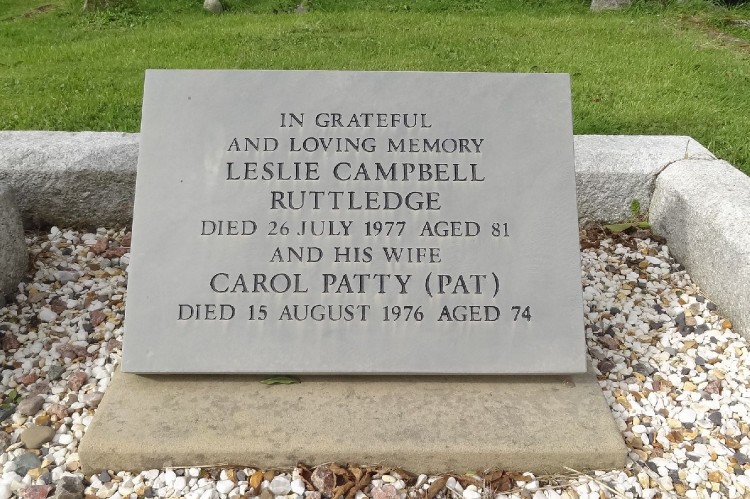 IN GRATEFUL
AND LOVING MEMORY
LESLIE CAMPBELL
RUTTLEDGE
DIED 26 JULY 1977 AGED 81
AND HIS WIFE
CAROL PATTY (PAT)
DIED 15 AUGUST 1976 AGED 74